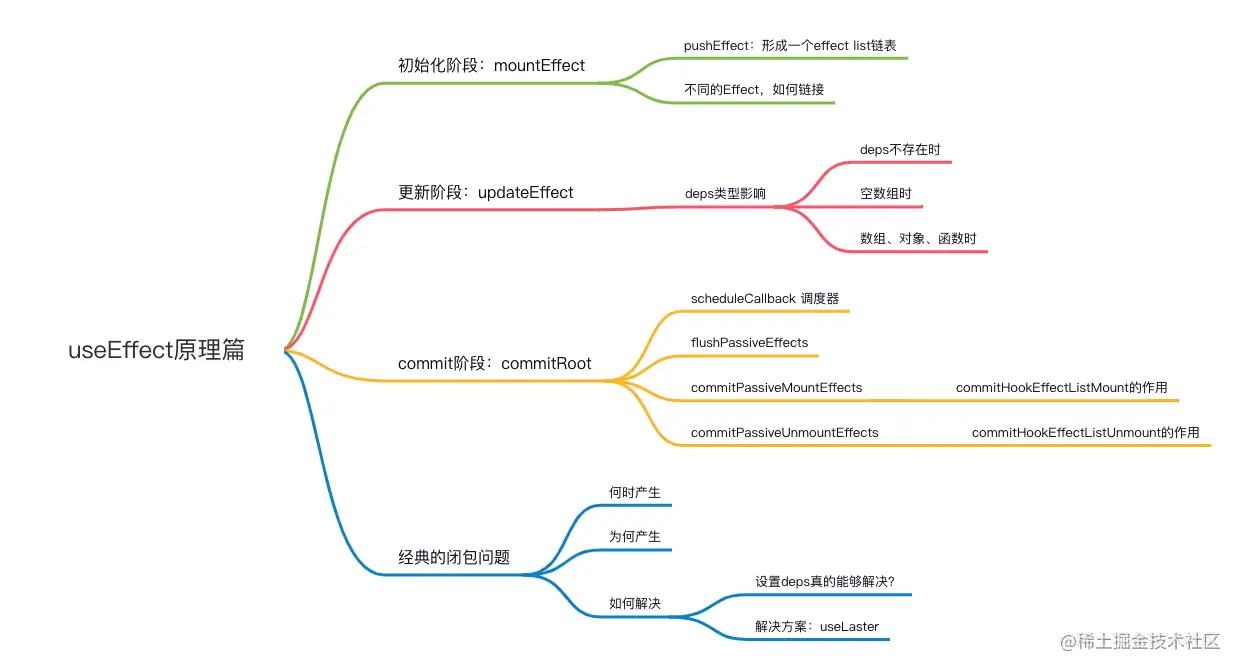 useEffect原理篇
初始化阶段：mountEffect
pushEffect：形成一个effect list链表
不同的Effect，如何链接
更新阶段：updateEffect
deps类型影响
deps不存在时
空数组时
数组、对象、函数时
commit阶段：commitRoot
scheduleCallback 调度器
flushPassiveEffects
commitPassiveMountEffects
commitHookEffectListMount的作用
commitPassiveUnmountEffects
commitHookEffectListUnmount的作用
经典的闭包问题
何时产生
为何产生
如何解决
设置deps真的能够解决？
解决方案：useLaster
@稀土掘金技术社区